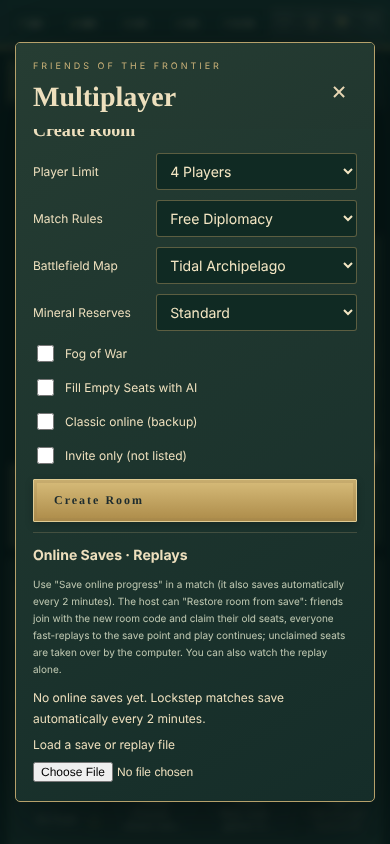 FRIENDS OF THE FRONTIER
Multiplayer
✕
Create Room
Player Limit
4 Players
Match Rules
Free Diplomacy
Battlefield Map
Tidal Archipelago
Mineral Reserves
Standard
Fog of War
Fill Empty Seats with AI
Classic online (backup)
Invite only (not listed)
Create Room
Online Saves · Replays
Use "Save online progress" in a match (it also saves automatically
every 2 minutes). The host can "Restore room from save": friends
join with the new room code and claim their old seats, everyone
fast-replays to the save point and play continues; unclaimed seats
are taken over by the computer. You can also watch the replay
alone.
No online saves yet. Lockstep matches save
automatically every 2 minutes.
Load a save or replay file
Choose File No file chosen